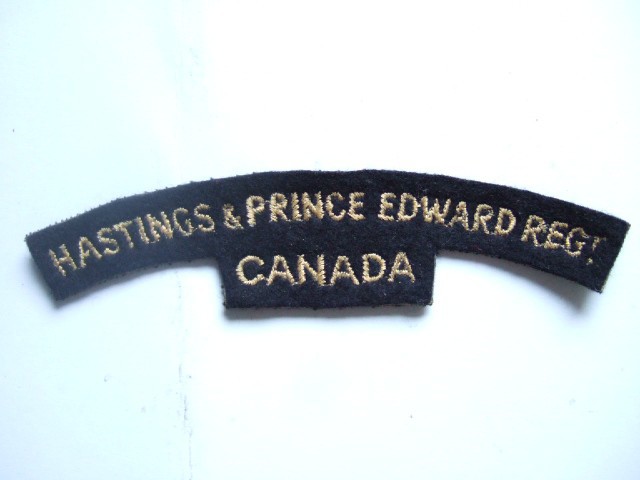 HASTINGS & PRINCE EDWARD REGT
CANADA